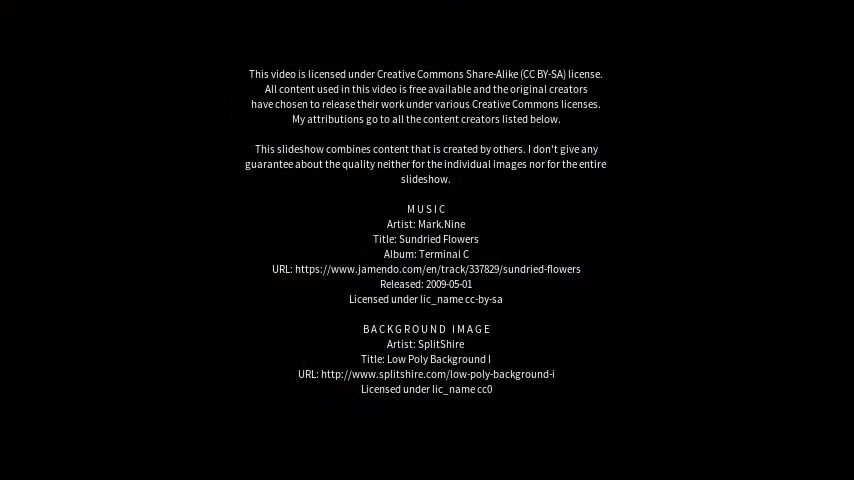 This video is licensed under Creative Commons Share-Alike (CC BY-SA) license.
All content used in this video is free available and the original creators
have chosen to release their work under various Creative Commons licenses.
My attributions go to all the content creators listed below.
This slideshow combines content that is created by others. I don't give any
guarantee about the quality neither for the individual images nor for the entire
slideshow.
MUSIC
Artist: Mark.Nine
Title: Sundried Flowers
Album: Terminal C
URL: https://www.jamendo.com/en/track/337829/sundried-flowers
Released: 2009-05-01
Licensed under lic_name cc-by-sa
BACKGROUND IMAGE
Artist: SplitShire
Title: Low Poly Background I
URL: http://www.splitshire.com/low-poly-background-i
Licensed under lic_name cc0